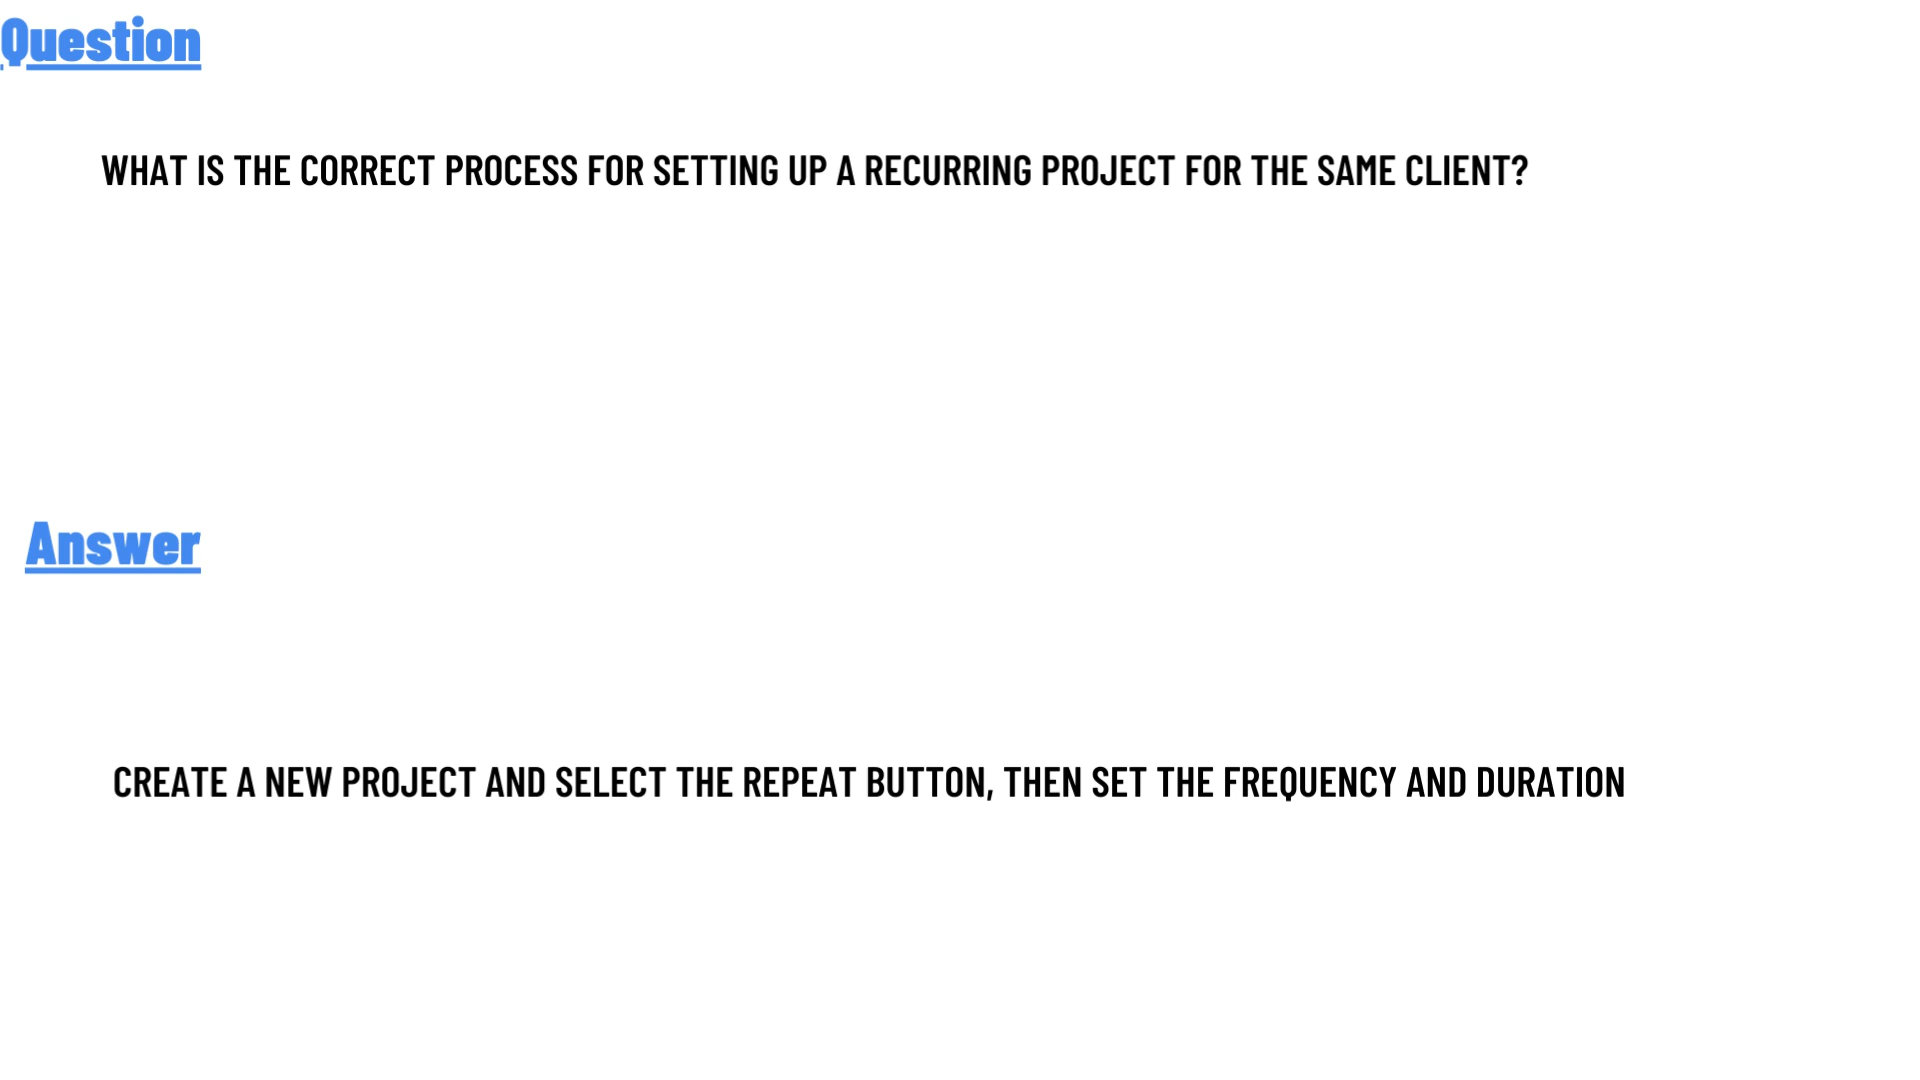 Question
WHAT IS THE CORRECT PROCESS FOR SETTING UP A RECURRING PROJECT FOR THE SAME CLIENT?
Answer
CREATE A NEW PROJECT AND SELECT THE REPEAT BUTTON, THEN SET THE FREQUENCY AND DURATION